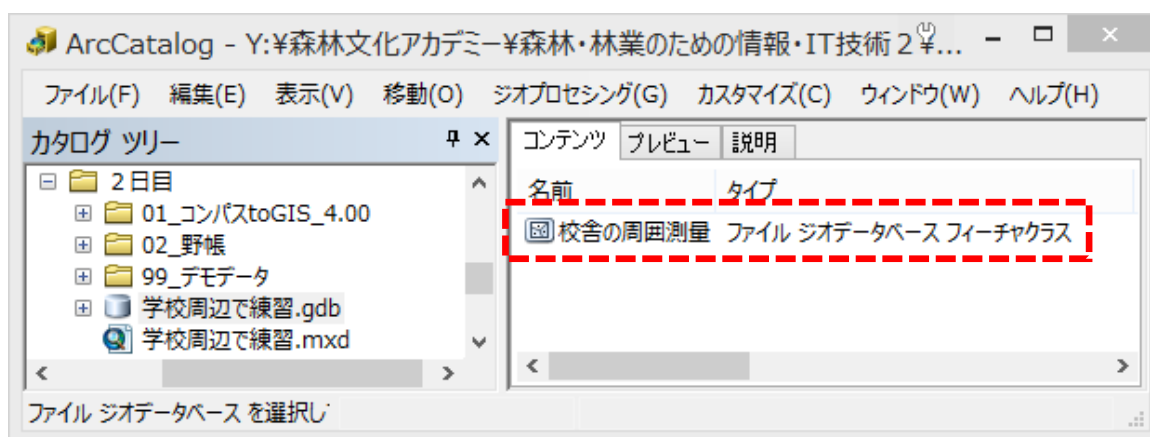 ArcCatalog - Y:¥森林文化アカデミー¥森林・林業のための情報・IT技術２¥...
ファイル(F) 編集(E) 表示(V) 移動(O) ジオプロセシング(G) カスタマイズ(C) ウィンドウ(W) ヘルプ(H)
カタログ ツリー
２日目
01_コンパスtoGIS_4.00
02_野帳
99_デモデータ
学校周辺で練習.gdb
学校周辺で練習.mxd
コンテンツ プレビュー 説明
名前 タイプ
校舎の周囲測量 ファイル ジオデータベース フィーチャクラス
ファイル ジオデータベース を選択し